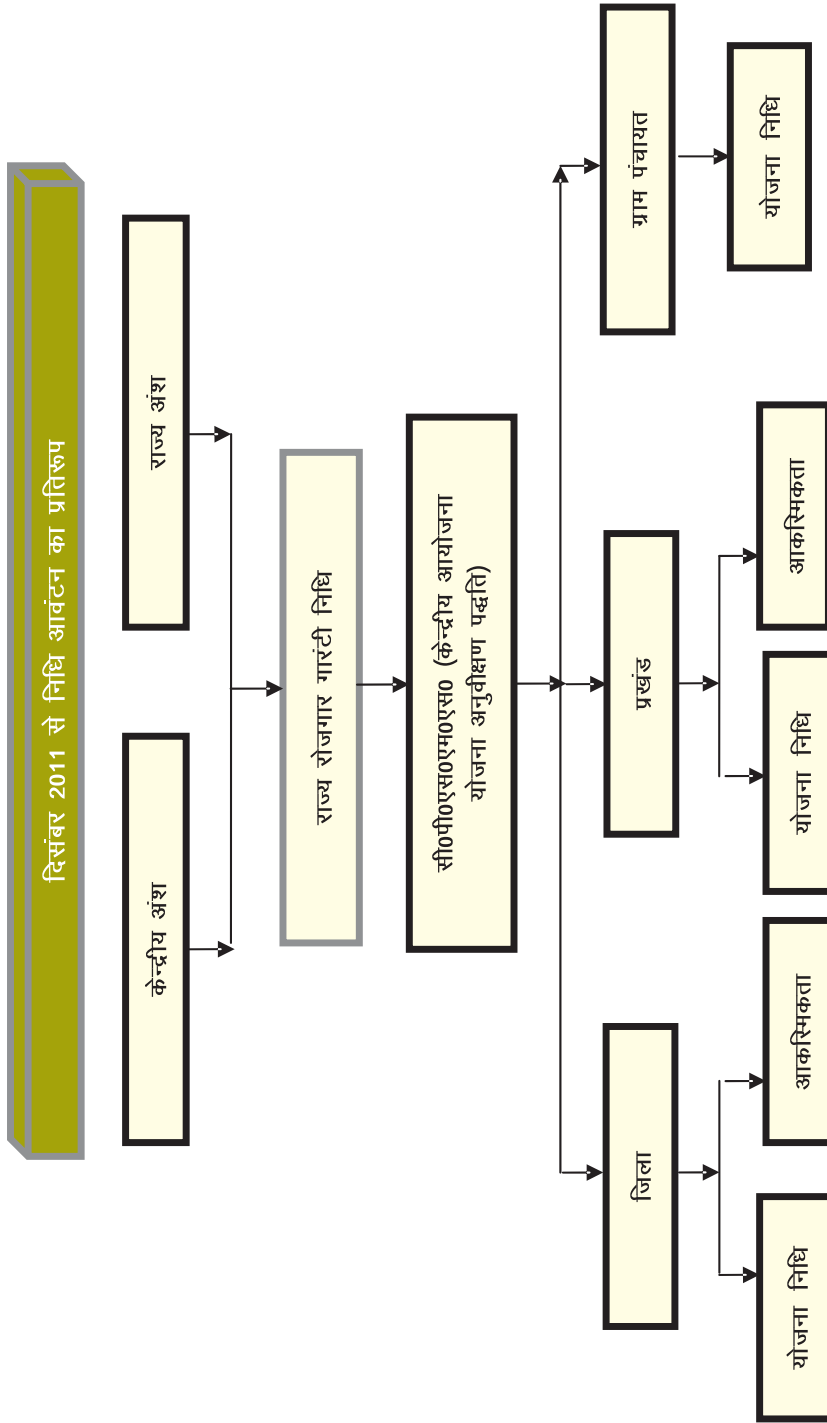 दिसंबर 2011 से निधि आवंटन का प्रतिरूप
केन्द्रीय अंश
राज्य अंश
राज्य रोजगार गारंटी निधि
सी0पी0एस0एम0एस0 (केन्द्रीय आयोजना
योजना अनुवीक्षण पद्धति)
जिला
प्रखंड
ग्राम पंचायत
योजना निधि
आकस्मिकता
योजना निधि
आकस्मिकता
योजना निधि